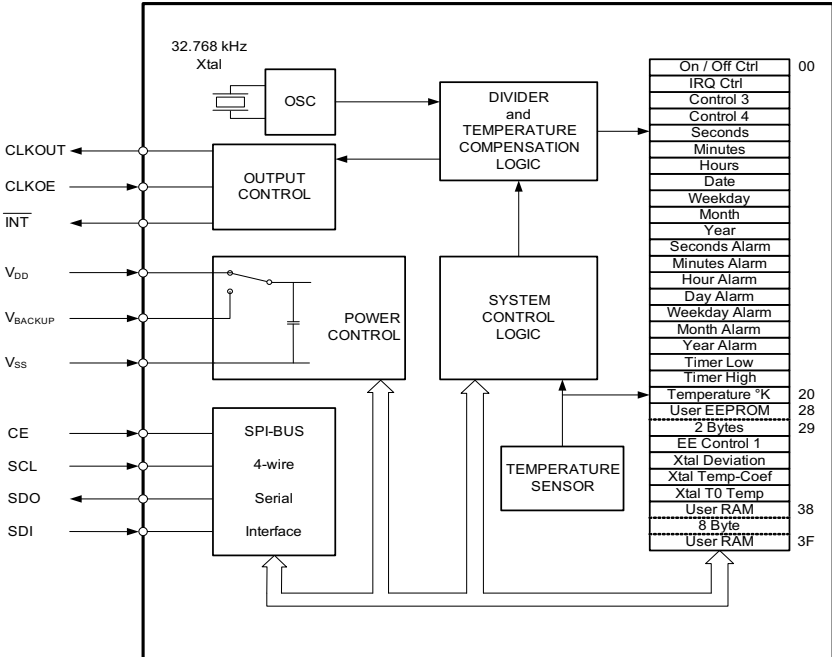 32.768 kHz
Xtal
OSC
DIVIDER
and
TEMPERATURE
COMPENSATION
LOGIC
CLKOUT
CLKOE
INT
OUTPUT
CONTROL
VDD
VBACKUP
VSS
POWER
CONTROL
SYSTEM
CONTROL
LOGIC
CE
SCL
SDO
SDI
SPI-BUS
4-wire
Serial
Interface
TEMPERATURE
SENSOR
On / Off Ctrl 00
IRQ Ctrl
Control 3
Control 4
Seconds
Minutes
Hours
Date
Weekday
Month
Year
Seconds Alarm
Minutes Alarm
Hour Alarm
Day Alarm
Weekday Alarm
Month Alarm
Year Alarm
Timer Low
Timer High
Temperature °K 20
User EEPROM 28
2 Bytes 29
EE Control 1
Xtal Deviation
Xtal Temp-Coef
Xtal T0 Temp
User RAM 38
8 Byte
User RAM 3F